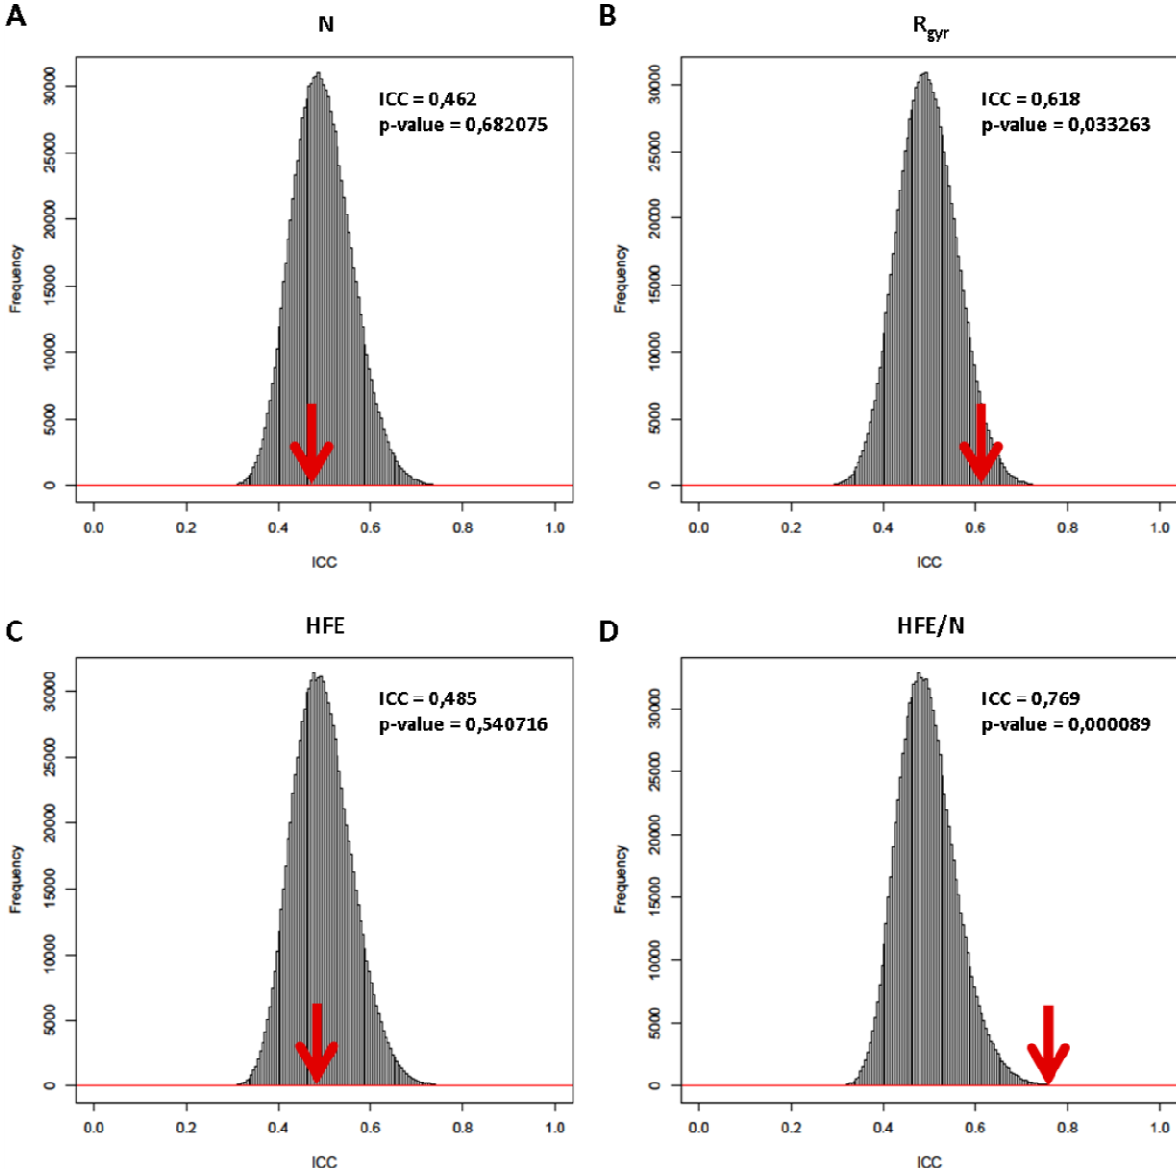 A
N
ICC = 0,462
p-value = 0,682075
Frequency
30000
25000
20000
15000
10000
5000
0
0.0 0.2 0.4 0.6 0.8 1.0
ICC
B
Rgyr
ICC = 0,618
p-value = 0,033263
Frequency
30000
25000
20000
15000
10000
5000
0
0.0 0.2 0.4 0.6 0.8 1.0
ICC
C
HFE
ICC = 0,485
p-value = 0,540716
Frequency
30000
25000
20000
15000
10000
5000
0
0.0 0.2 0.4 0.6 0.8 1.0
ICC
D
HFE/N
ICC = 0,769
p-value = 0,000089
Frequency
30000
25000
20000
15000
10000
5000
0
0.0 0.2 0.4 0.6 0.8 1.0
ICC